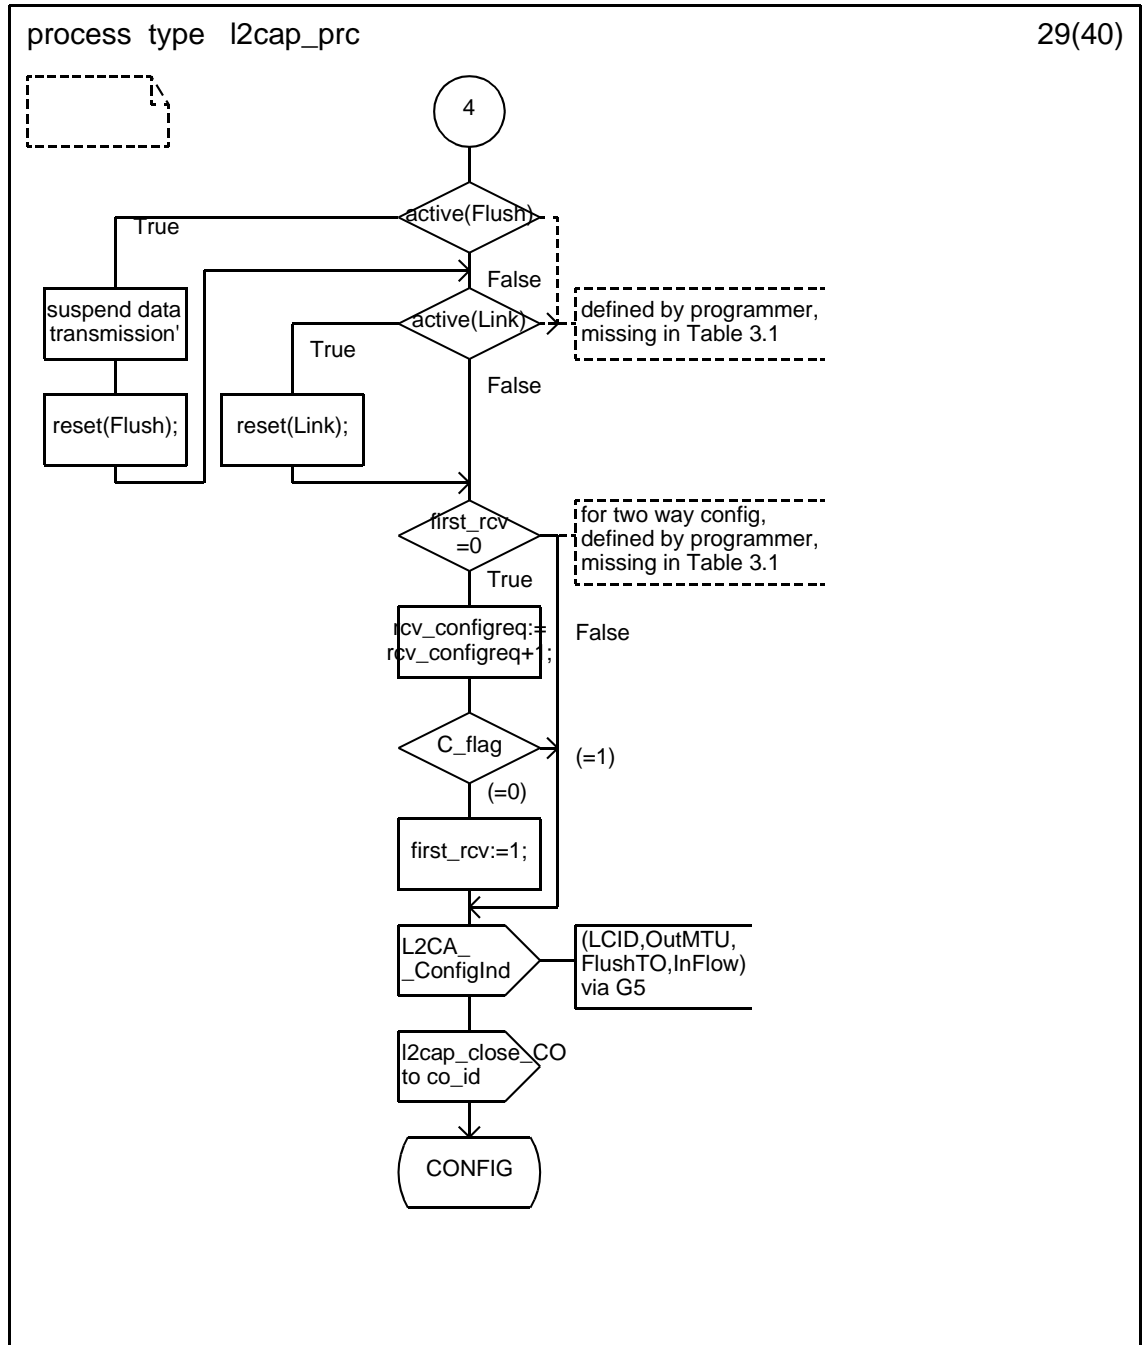 process type l2cap_prc
29(40)
4
active(Flush)
True
False
suspend data
transmission'
active(Link)
defined by programmer,
missing in Table 3.1
True
False
reset(Flush);
reset(Link);
first_rcv
=0
for two way config,
defined by programmer,
missing in Table 3.1
True
rcv_configreq:=
rcv_configreq+1;
False
C_flag
(=1)
(=0)
first_rcv:=1;
L2CA_
_ConfigInd
(LCID,OutMTU,
FlushTO,InFlow)
via G5
l2cap_close_CO
to co_id
CONFIG